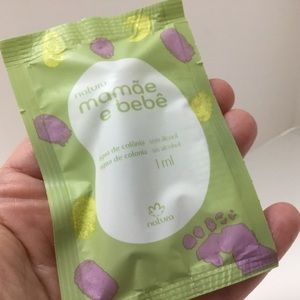 natura
mamãe
e bebê
água de colônia sem álcool
agua de colonia sin alcohol
1 ml
natura